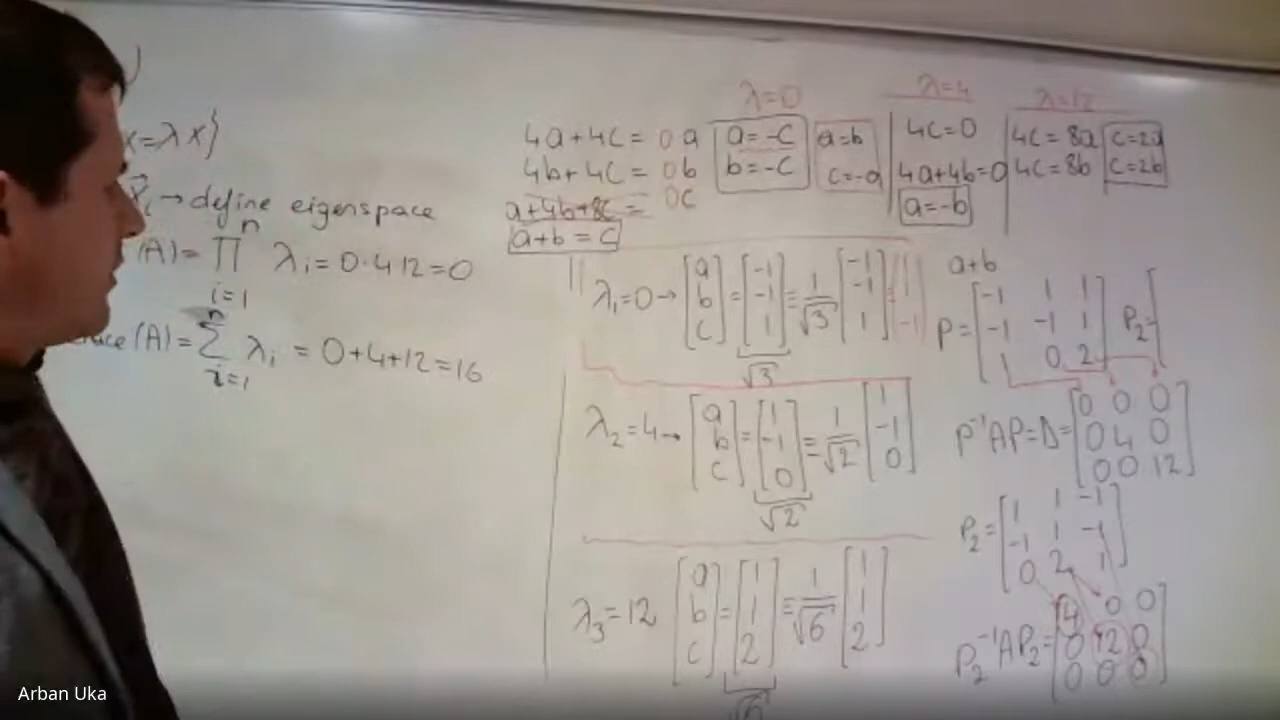 x=λx}
→ define eigenspace
(A) = ∏ λi = 0·4·12 = 0
n
i=1
(A) = ∑ λi = 0+4+12 = 16
n
i=1
λ=0
λ=4
λ=12
4a+4c = 0a
4b+4c = 0b
a+4b+8c = 0c
a+b = c
a=-c
b=-c
a=b
c=-a
4c=0
4a+4b=0
a=-b
4c=8a
4c=8b
c=2a
c=2b
λ1=0 → [a b c] = [-1 -1 1] = 1/√3 [-1 -1 1] [1 1 -1]
√3
λ2=4 → [a b c] = [1 -1 0] = 1/√2 [1 -1 0]
√2
λ3=12 [a b c] = [1 1 2] = 1/√6 [1 1 2]
√6
a+b
P = [-1 1 1
-1 -1 1
1 0 2]
P2= [
P⁻¹AP=D= [0 0 0
0 4 0
0 0 12]
P2= [1 1 -1
-1 1 -1
0 2 1]
P2⁻¹AP2= [4 0 0
0 12 0
0 0 0]
Arban Uka